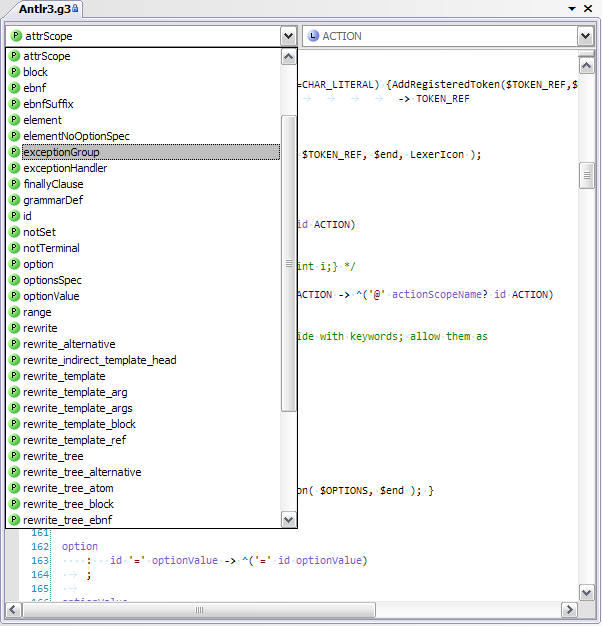 Antlr3.g3
P attrScope
L ACTION
P attrScope
P block
P ebnf
P ebnfSuffix
P element
P elementNoOptionSpec
P exceptionGroup
P exceptionHandler
P finallyClause
P grammarDef
P id
P notSet
P notTerminal
P option
P optionsSpec
P optionValue
P range
P rewrite
P rewrite_alternative
P rewrite_indirect_template_head
P rewrite_template
P rewrite_template_arg
P rewrite_template_args
P rewrite_template_block
P rewrite_template_ref
P rewrite_tree
P rewrite_tree_alternative
P rewrite_tree_atom
P rewrite_tree_block
P rewrite_tree_ebnf
=CHAR_LITERAL) {AddRegisteredToken($TOKEN_REF,$
-> TOKEN_REF
$TOKEN_REF, $end, LexerIcon );
id ACTION)
int i;} */
ACTION -> ^('@' actionScopeName? id ACTION)
ide with keywords; allow them as
on( $OPTIONS, $end ); }
161
162 option
163 : id '=' optionValue -> ^('=' id optionValue)
164 ;
165
166 optionValue